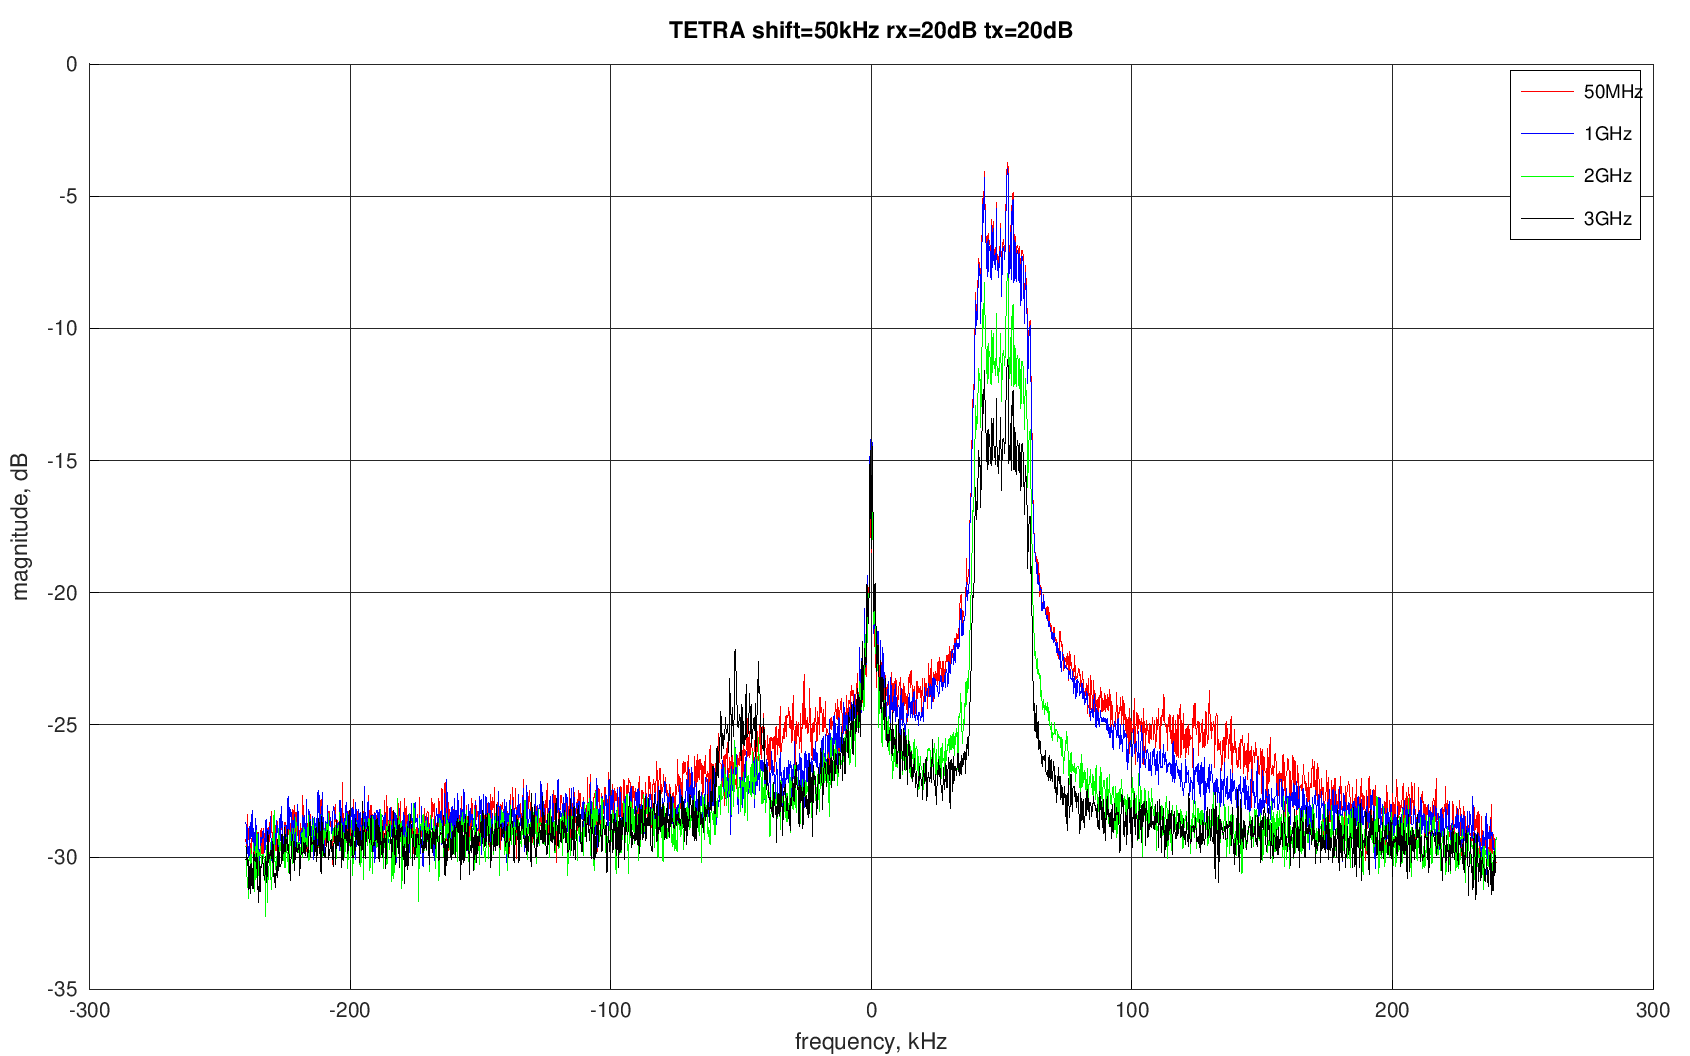 TETRA shift=50kHz rx=20dB tx=20dB
0
-5
-10
-15
-20
-25
-30
-35
magnitude, dB
50MHz
1GHz
2GHz
3GHz
-300
-200
-100
0
100
200
300
frequency, kHz